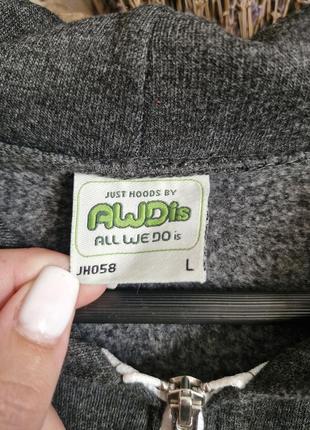 JUST HOODS BY
AWDis
ALL WE DO is
JH058 L